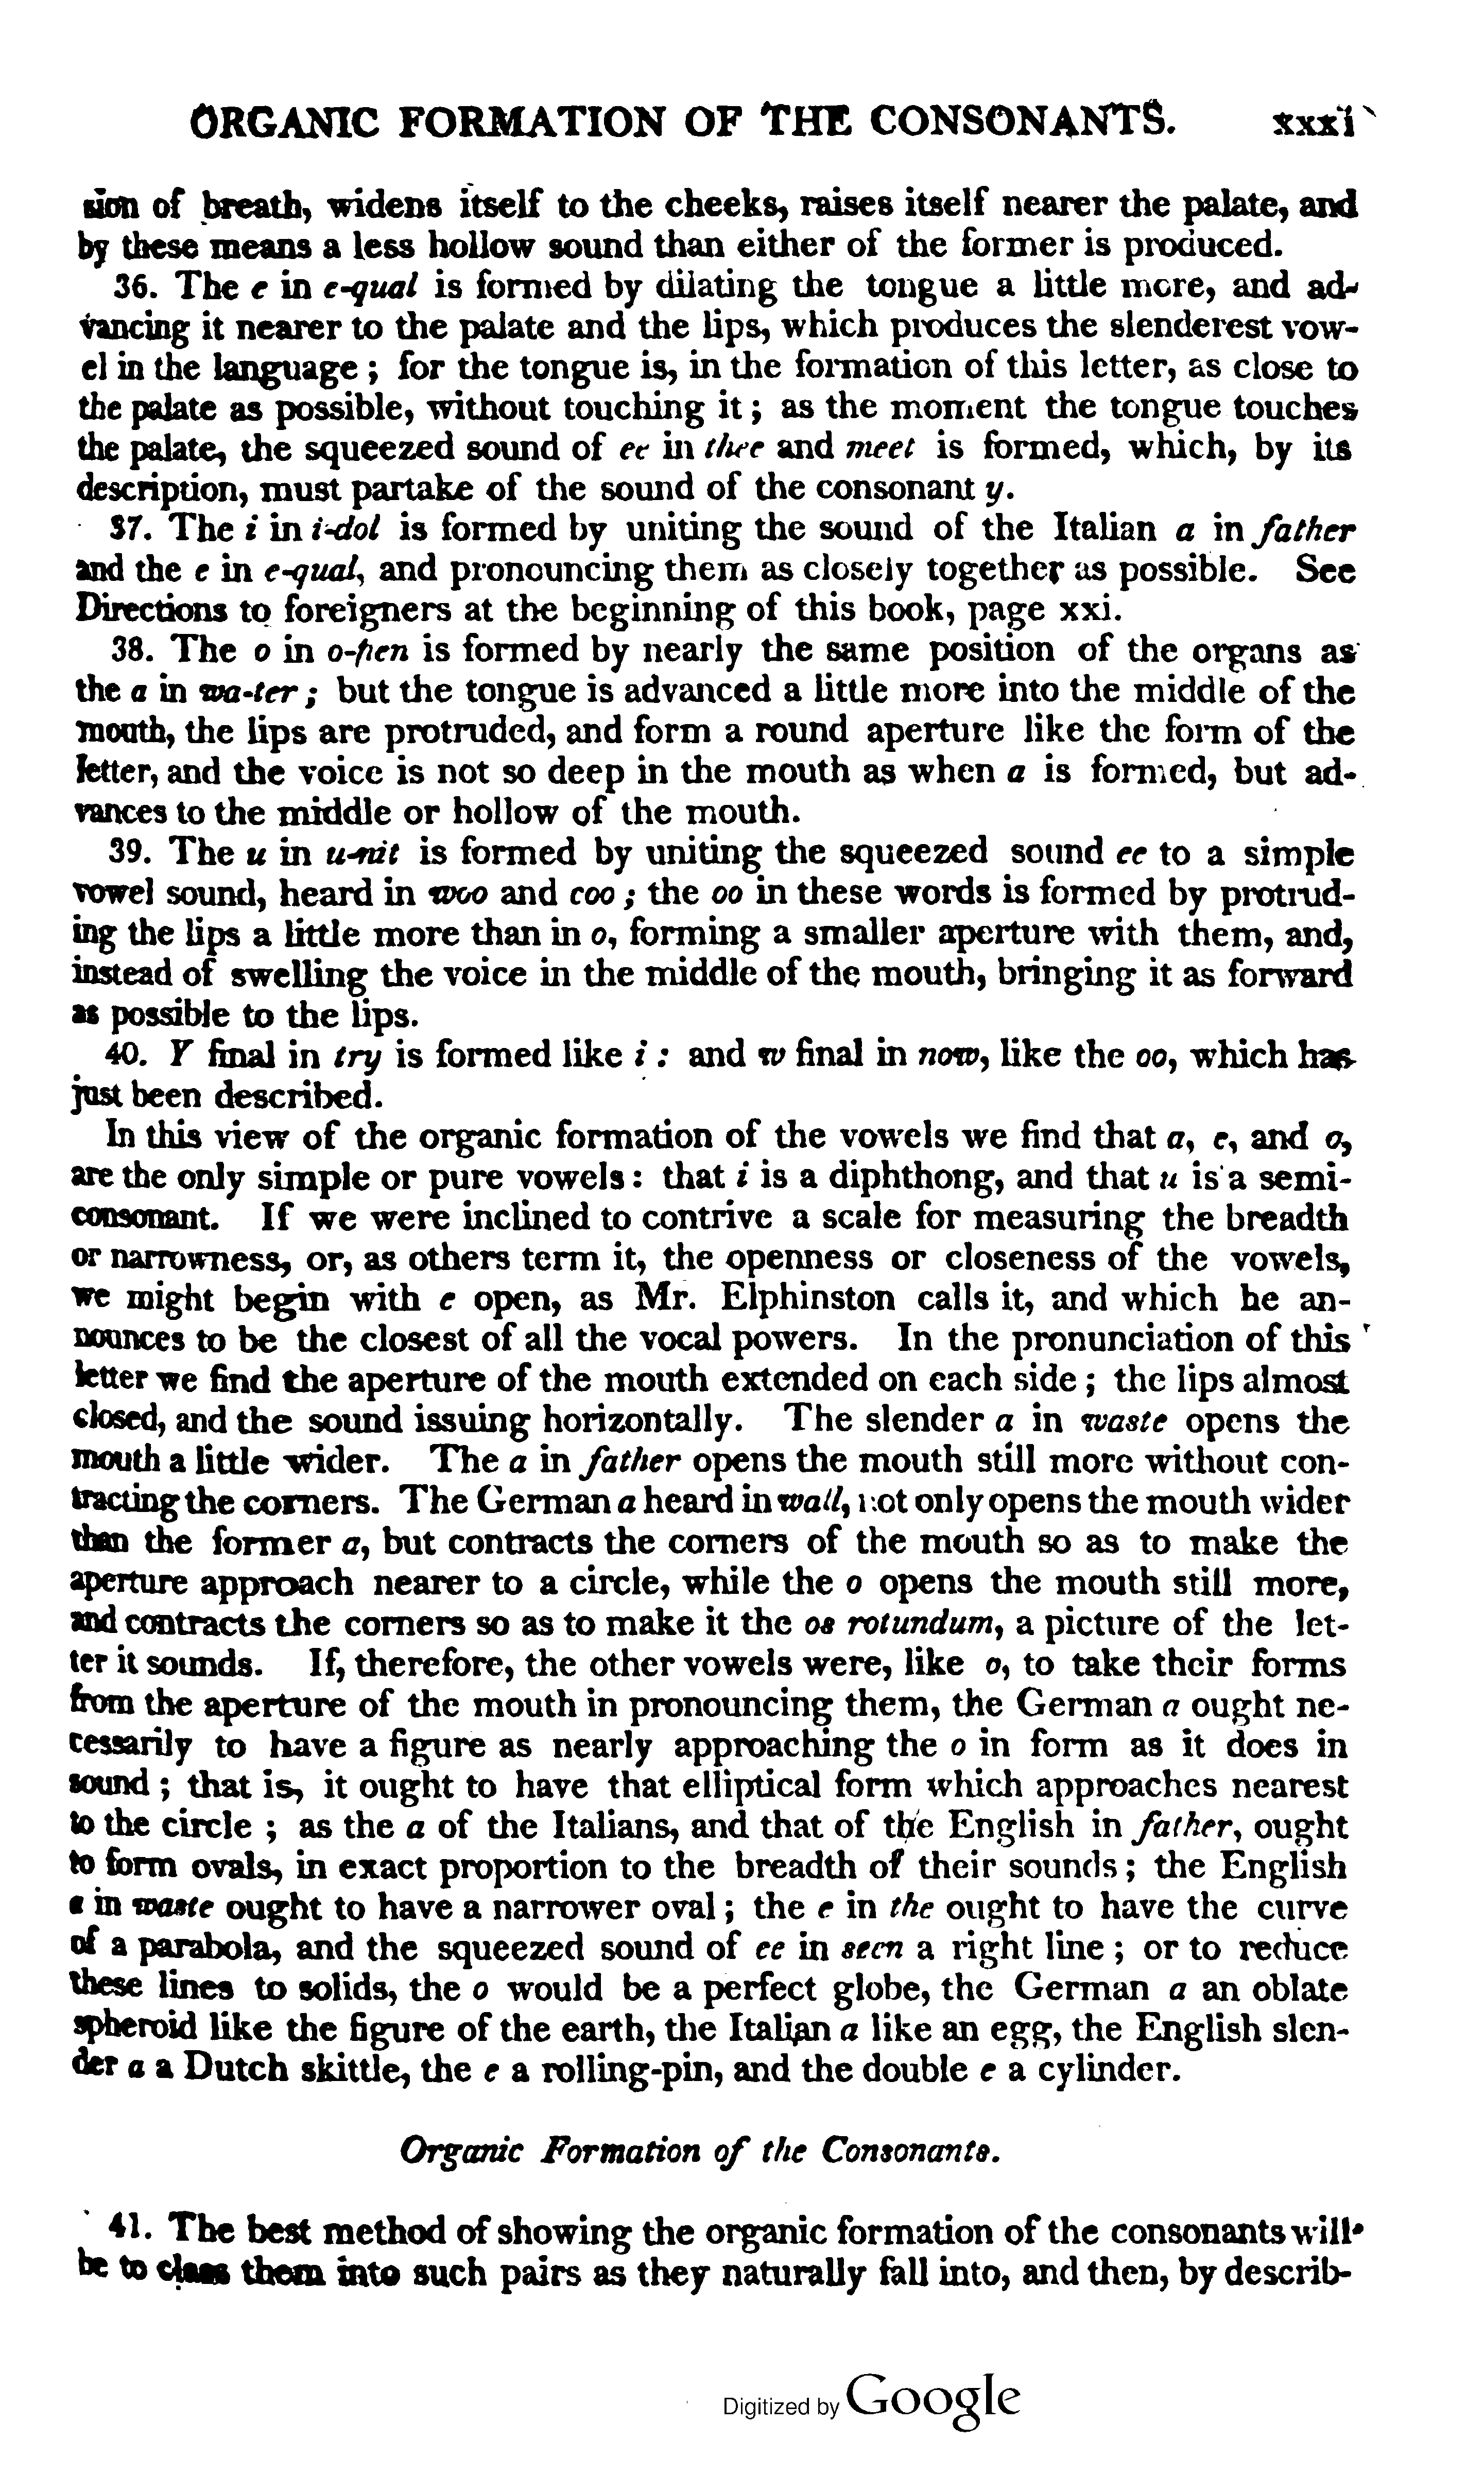 ORGANIC FORMATION OF THE CONSONANTS. xxxi
sion of breath, widens itself to the cheeks, raises itself nearer the palate, and
by these means a less hollow sound than either of the former is produced.
36. The e in e-qual is formed by dilating the tongue a little more, and ad-
vancing it nearer to the palate and the lips, which produces the slenderest vow-
el in the language ; for the tongue is, in the formation of this letter, as close to
the palate as possible, without touching it ; as the moment the tongue touches
the palate, the squeezed sound of ee in thee and meet is formed, which, by its
description, must partake of the sound of the consonant y.
37. The i in i-dol is formed by uniting the sound of the Italian a in father
and the e in e-qual, and pronouncing them as closely together as possible. See
Directions to foreigners at the beginning of this book, page xxi.
38. The o in o-pen is formed by nearly the same position of the organs as
the a in wa-ter ; but the tongue is advanced a little more into the middle of the
mouth, the lips are protruded, and form a round aperture like the form of the
letter, and the voice is not so deep in the mouth as when a is formed, but ad-
vances to the middle or hollow of the mouth.
39. The u in u-nit is formed by uniting the squeezed sound ee to a simple
vowel sound, heard in woo and coo ; the oo in these words is formed by protrud-
ing the lips a little more than in o, forming a smaller aperture with them, and,
instead of swelling the voice in the middle of the mouth, bringing it as forward
as possible to the lips.
40. Y final in try is formed like i : and w final in now, like the oo, which has
just been described.
In this view of the organic formation of the vowels we find that a, e, and o,
are the only simple or pure vowels : that i is a diphthong, and that u is a semi-
consonant. If we were inclined to contrive a scale for measuring the breadth
or narrowness, or, as others term it, the openness or closeness of the vowels,
we might begin with e open, as Mr. Elphinston calls it, and which he an-
nounces to be the closest of all the vocal powers. In the pronunciation of this
letter we find the aperture of the mouth extended on each side ; the lips almost
closed, and the sound issuing horizontally. The slender a in waste opens the
mouth a little wider. The a in father opens the mouth still more without con-
tracting the corners. The German a heard in wall, not only opens the mouth wider
than the former a, but contracts the corners of the mouth so as to make the
aperture approach nearer to a circle, while the o opens the mouth still more,
and contracts the corners so as to make it the os rotundum, a picture of the let-
ter it sounds. If, therefore, the other vowels were, like o, to take their forms
from the aperture of the mouth in pronouncing them, the German a ought ne-
cessarily to have a figure as nearly approaching the o in form as it does in
sound ; that is, it ought to have that elliptical form which approaches nearest
to the circle ; as the a of the Italians, and that of the English in father, ought
to form ovals, in exact proportion to the breadth of their sounds ; the English
a in waste ought to have a narrower oval ; the e in the ought to have the curve
of a parabola, and the squeezed sound of ee in seen a right line ; or to reduce
these lines to solids, the o would be a perfect globe, the German a an oblate
spheroid like the figure of the earth, the Italian a like an egg, the English slen-
der a a Dutch skittle, the e a rolling-pin, and the double e a cylinder.
Organic Formation of the Consonants.
41. The best method of showing the organic formation of the consonants will
be to class them into such pairs as they naturally fall into, and then, by describ-
Digitized by Google